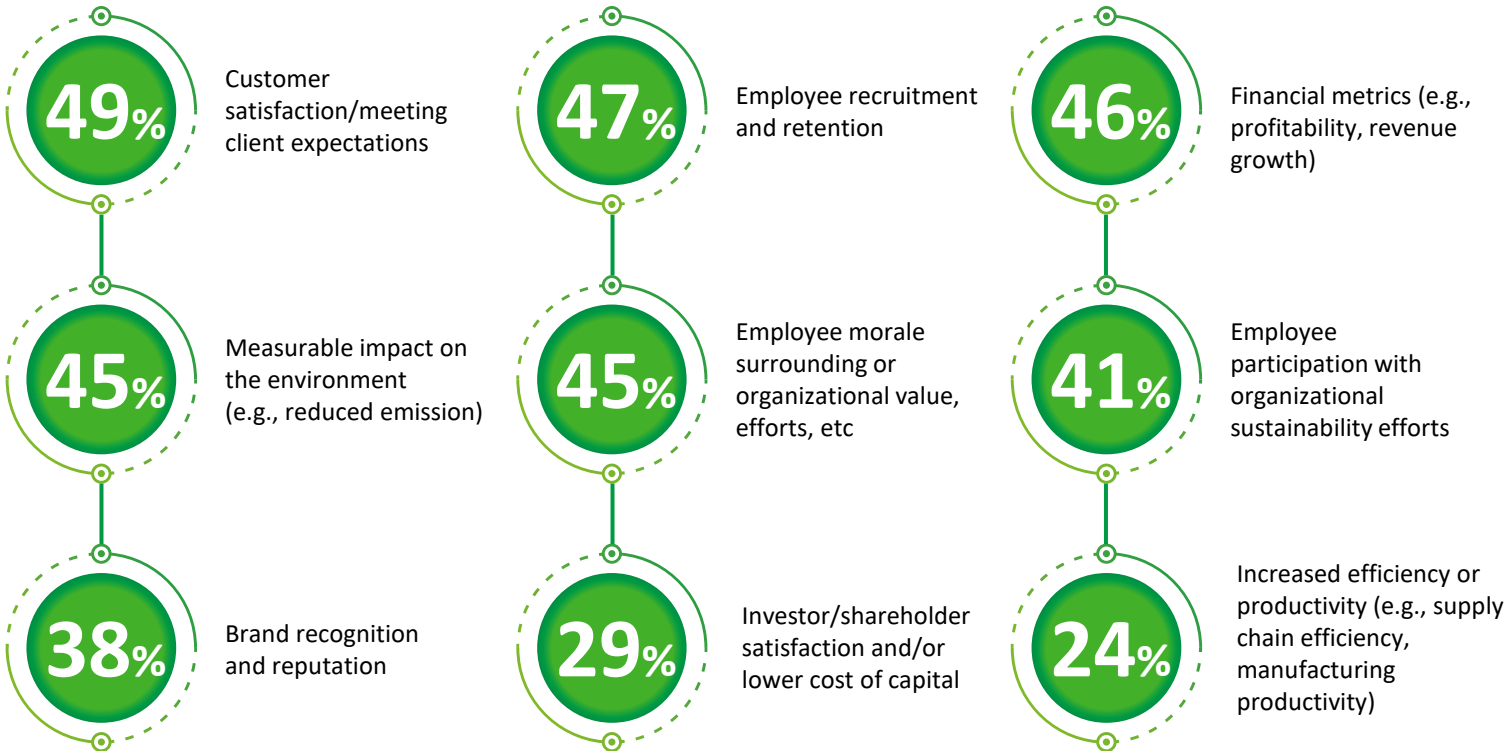 49%
Customer
satisfaction/meeting
client expectations
47%
Employee recruitment
and retention
46%
Financial metrics (e.g.,
profitability, revenue
growth)
45%
Measurable impact on
the environment
(e.g., reduced emission)
45%
Employee morale
surrounding or
organizational value,
efforts, etc
41%
Employee
participation with
organizational
sustainability efforts
38%
Brand recognition
and reputation
29%
Investor/shareholder
satisfaction and/or
lower cost of capital
24%
Increased efficiency or
productivity (e.g., supply
chain efficiency,
manufacturing
productivity)